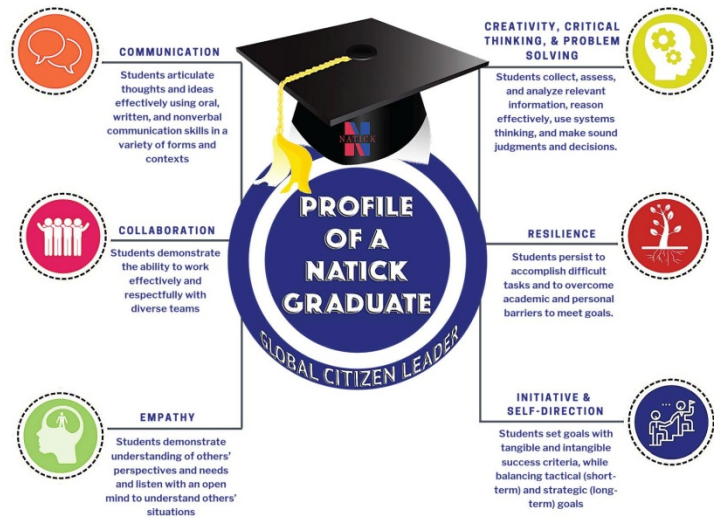 COMMUNICATION
Students articulate
thoughts and ideas
effectively using oral,
written, and nonverbal
communication skills in a
variety of forms and
contexts
COLLABORATION
Students demonstrate
the ability to work
effectively and
respectfully with
diverse teams
EMPATHY
Students demonstrate
understanding of others'
perspectives and needs
and listen with an open
mind to understand others'
situations
NATICK
PROFILE
OF A
NATICK
GRADUATE
GLOBAL CITIZEN LEADER
CREATIVITY, CRITICAL
THINKING, & PROBLEM
SOLVING
Students collect, assess,
and analyze relevant
information, reason
effectively, use systems
thinking, and make sound
judgments and decisions.
RESILIENCE
Students persist to
accomplish difficult
tasks and to overcome
academic and personal
barriers to meet goals.
INITIATIVE &
SELF-DIRECTION
Students set goals with
tangible and intangible
success criteria, while
balancing tactical (short-
term) and strategic (long-
term) goals